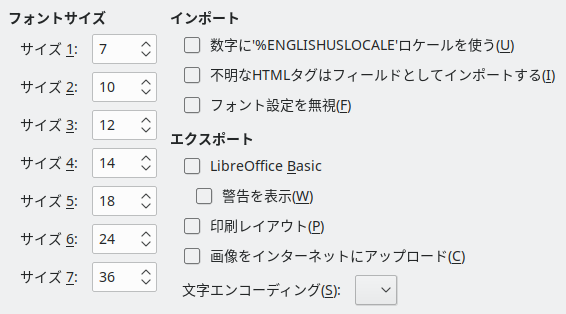 フォントサイズ
サイズ 1: 7
サイズ 2: 10
サイズ 3: 12
サイズ 4: 14
サイズ 5: 18
サイズ 6: 24
サイズ 7: 36
インポート
数字に'%ENGLISHUSLOCALE'ロケールを使う(U)
不明なHTMLタグはフィールドとしてインポートする(I)
フォント設定を無視(F)
エクスポート
LibreOffice Basic
警告を表示(W)
印刷レイアウト(P)
画像をインターネットにアップロード(C)
文字エンコーディング(S):